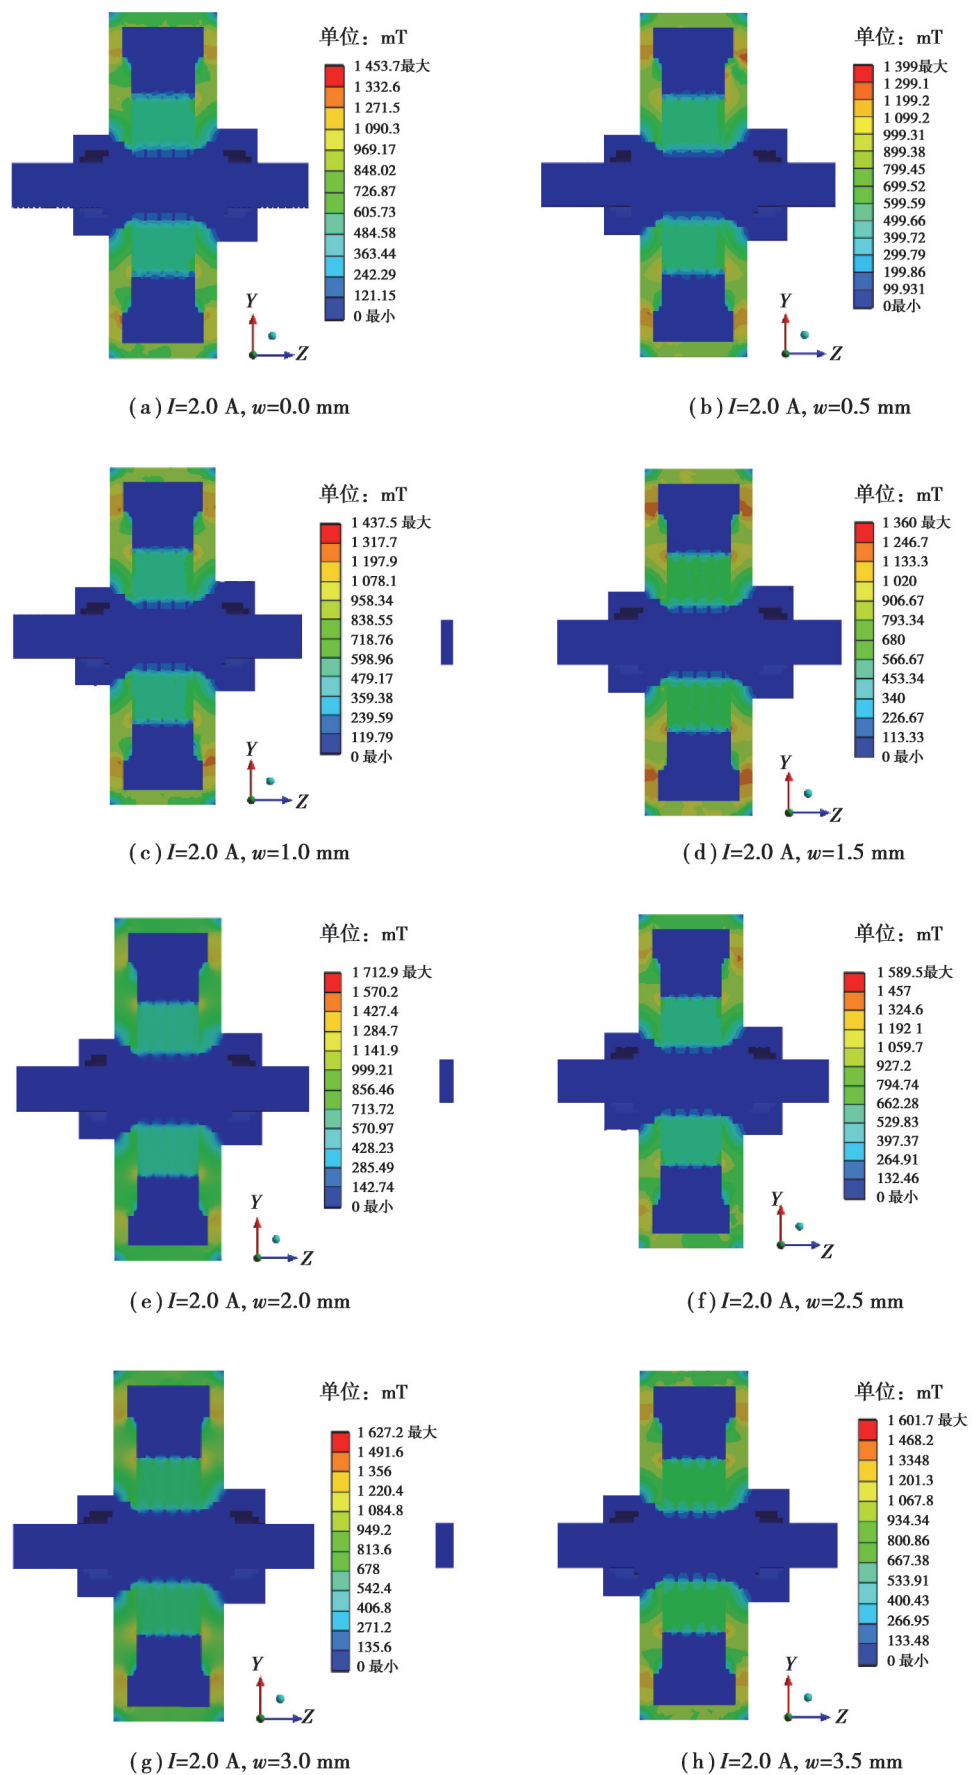 单位：mT
1 453.7最大
1 332.6
1 271.5
1 090.3
969.17
848.02
726.87
605.73
484.58
363.44
242.29
121.15
0 最小
Y
Z
(a) I=2.0 A, w=0.0 mm
单位：mT
1 399最大
1 299.1
1 199.2
1 099.2
999.31
899.38
799.45
699.52
599.59
499.66
399.72
299.79
199.86
99.931
0最小
Y
Z
(b) I=2.0 A, w=0.5 mm
单位：mT
1 437.5 最大
1 317.7
1 197.9
1 078.1
958.34
838.55
718.76
598.96
479.17
359.38
239.59
119.79
0 最小
Y
Z
(c) I=2.0 A, w=1.0 mm
单位：mT
1 360 最大
1 246.7
1 133.3
1 020
906.67
793.34
680
566.67
453.34
340
226.67
113.33
0 最小
Y
Z
(d) I=2.0 A, w=1.5 mm
单位：mT
1 712.9 最大
1 570.2
1 427.4
1 284.7
1 141.9
999.21
856.46
713.72
570.97
428.23
285.49
142.74
0 最小
Y
Z
(e) I=2.0 A, w=2.0 mm
单位：mT
1 589.5最大
1 457
1 324.6
1 192 1
1 059.7
927.2
794.74
662.28
529.83
397.37
264.91
132.46
0 最小
Y
Z
(f) I=2.0 A, w=2.5 mm
单位：mT
1 627.2 最大
1 491.6
1 356
1 220.4
1 084.8
949.2
813.6
678
542.4
406.8
271.2
135.6
0 最小
Y
Z
(g) I=2.0 A, w=3.0 mm
单位：mT
1 601.7 最大
1 468.2
1 3348
1 201.3
1 067.8
934.34
800.86
667.38
533.91
400.43
266.95
133.48
0 最小
Y
Z
(h) I=2.0 A, w=3.5 mm